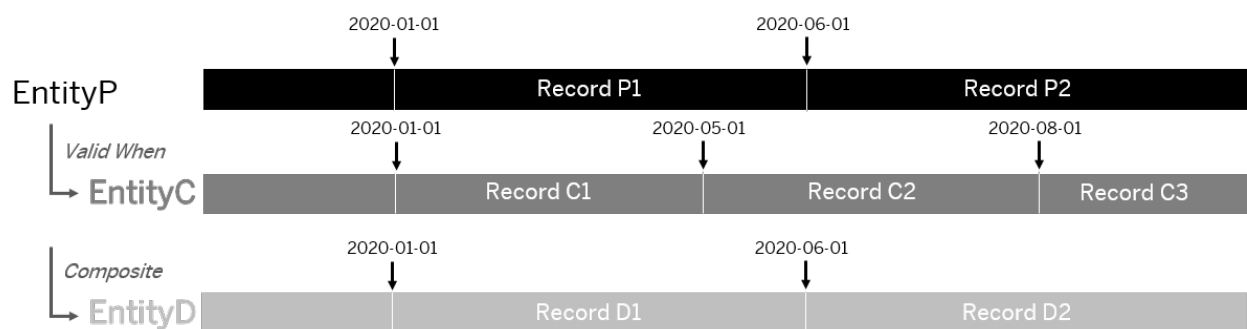 2020-01-01 2020-06-01
EntityP Record P1 Record P2
2020-01-01 2020-05-01 2020-08-01
Valid When
EntityC Record C1 Record C2 Record C3
2020-01-01 2020-06-01
Composite
EntityD Record D1 Record D2